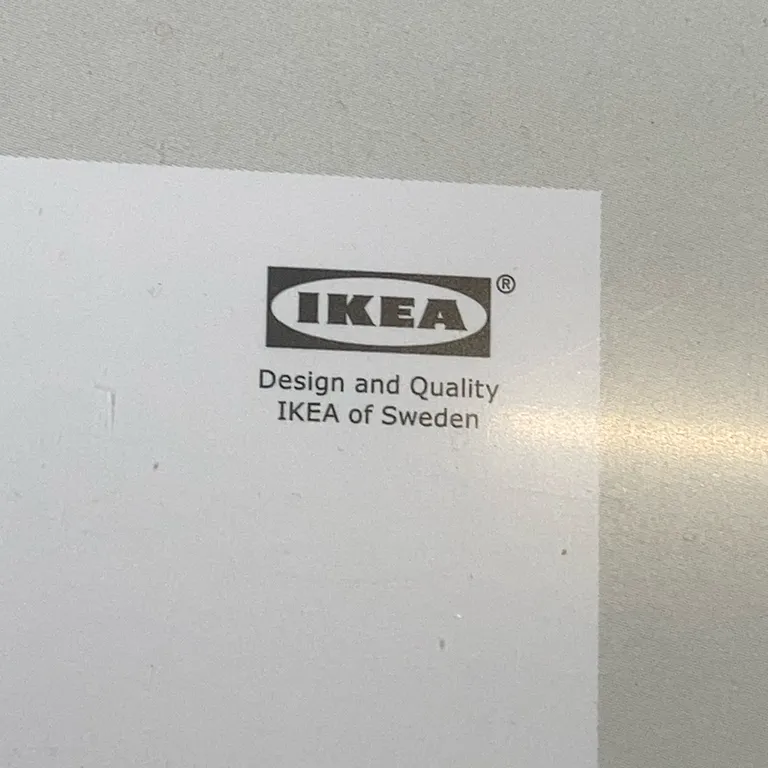 IKEA®
Design and Quality
IKEA of Sweden